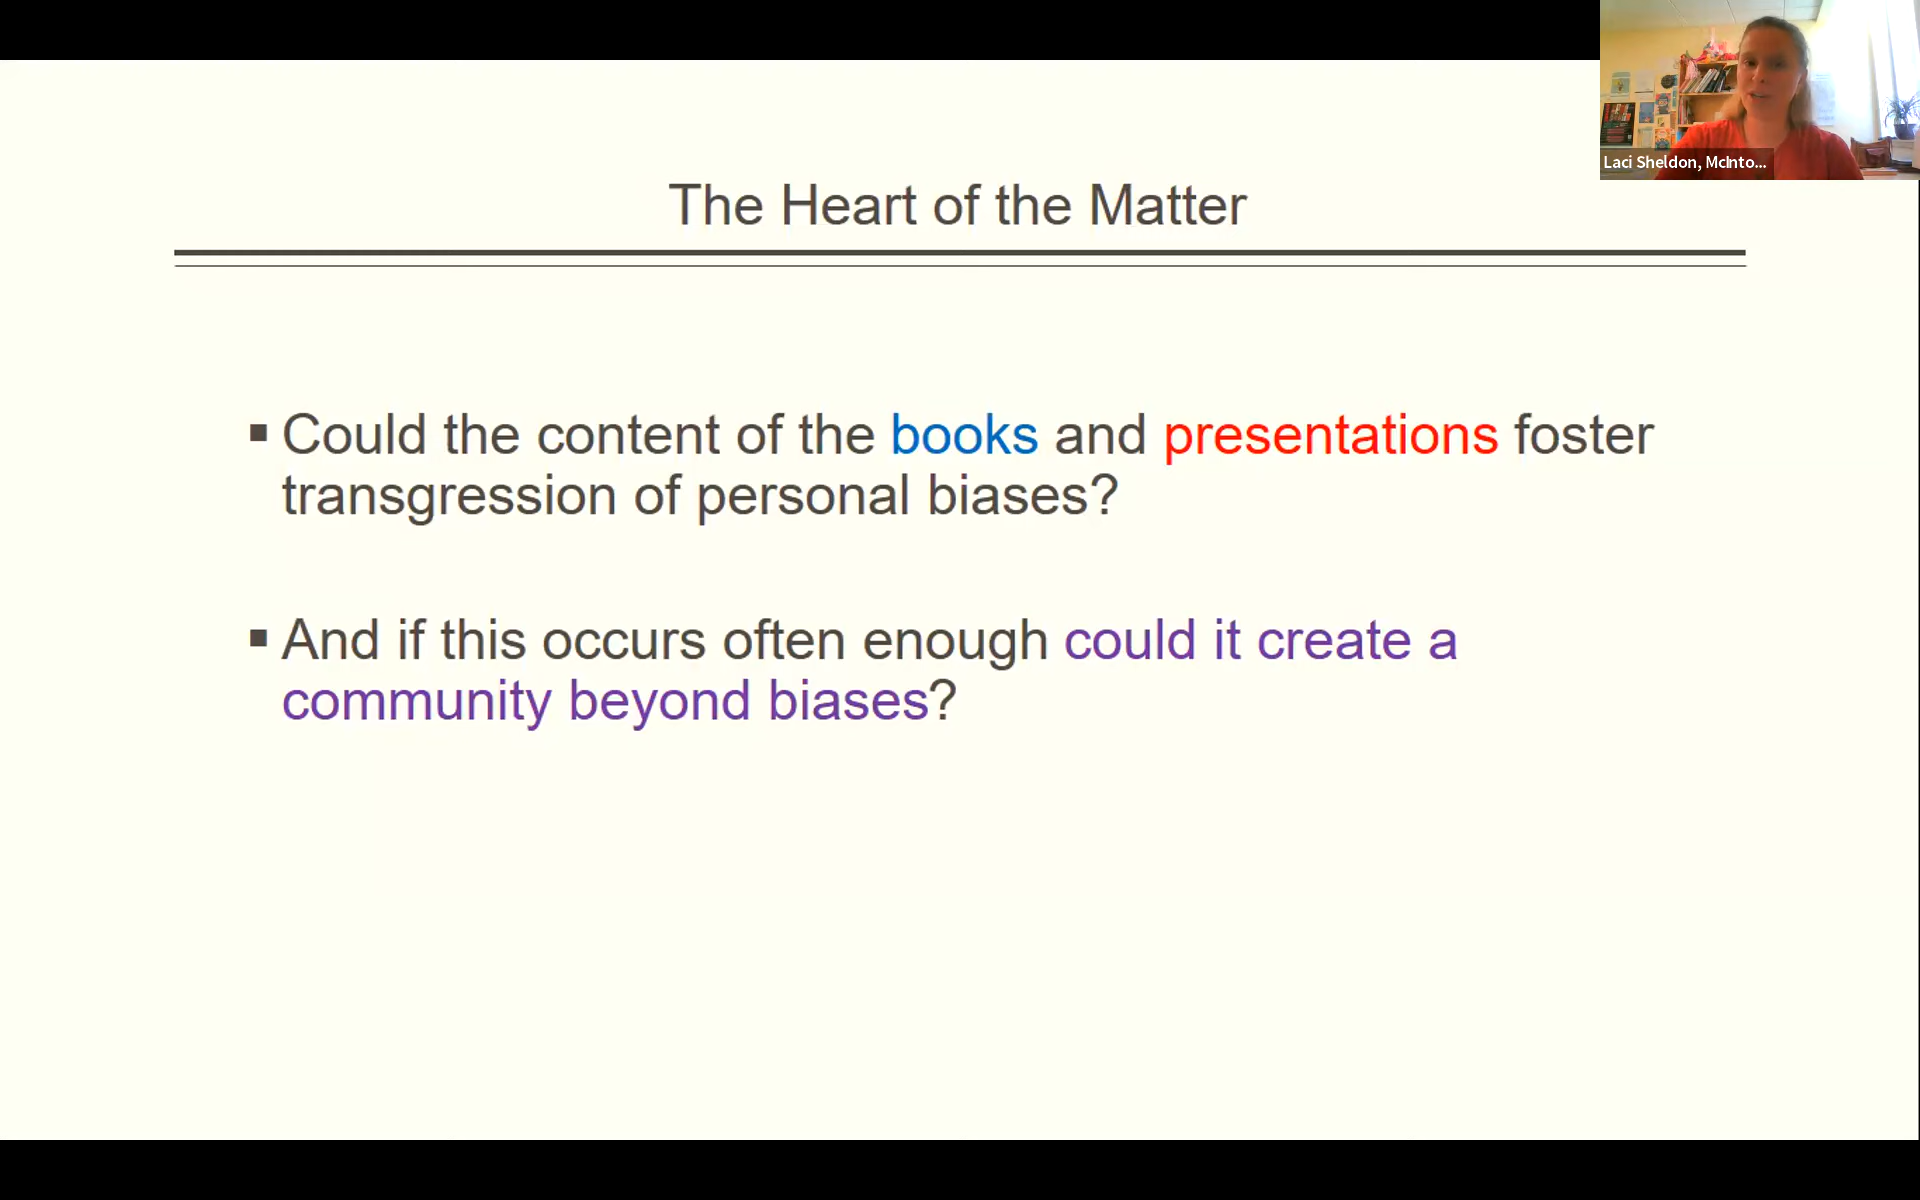 The Heart of the Matter
▪ Could the content of the books and presentations foster
transgression of personal biases?
▪ And if this occurs often enough could it create a
community beyond biases?
Laci Sheldon, McInto...